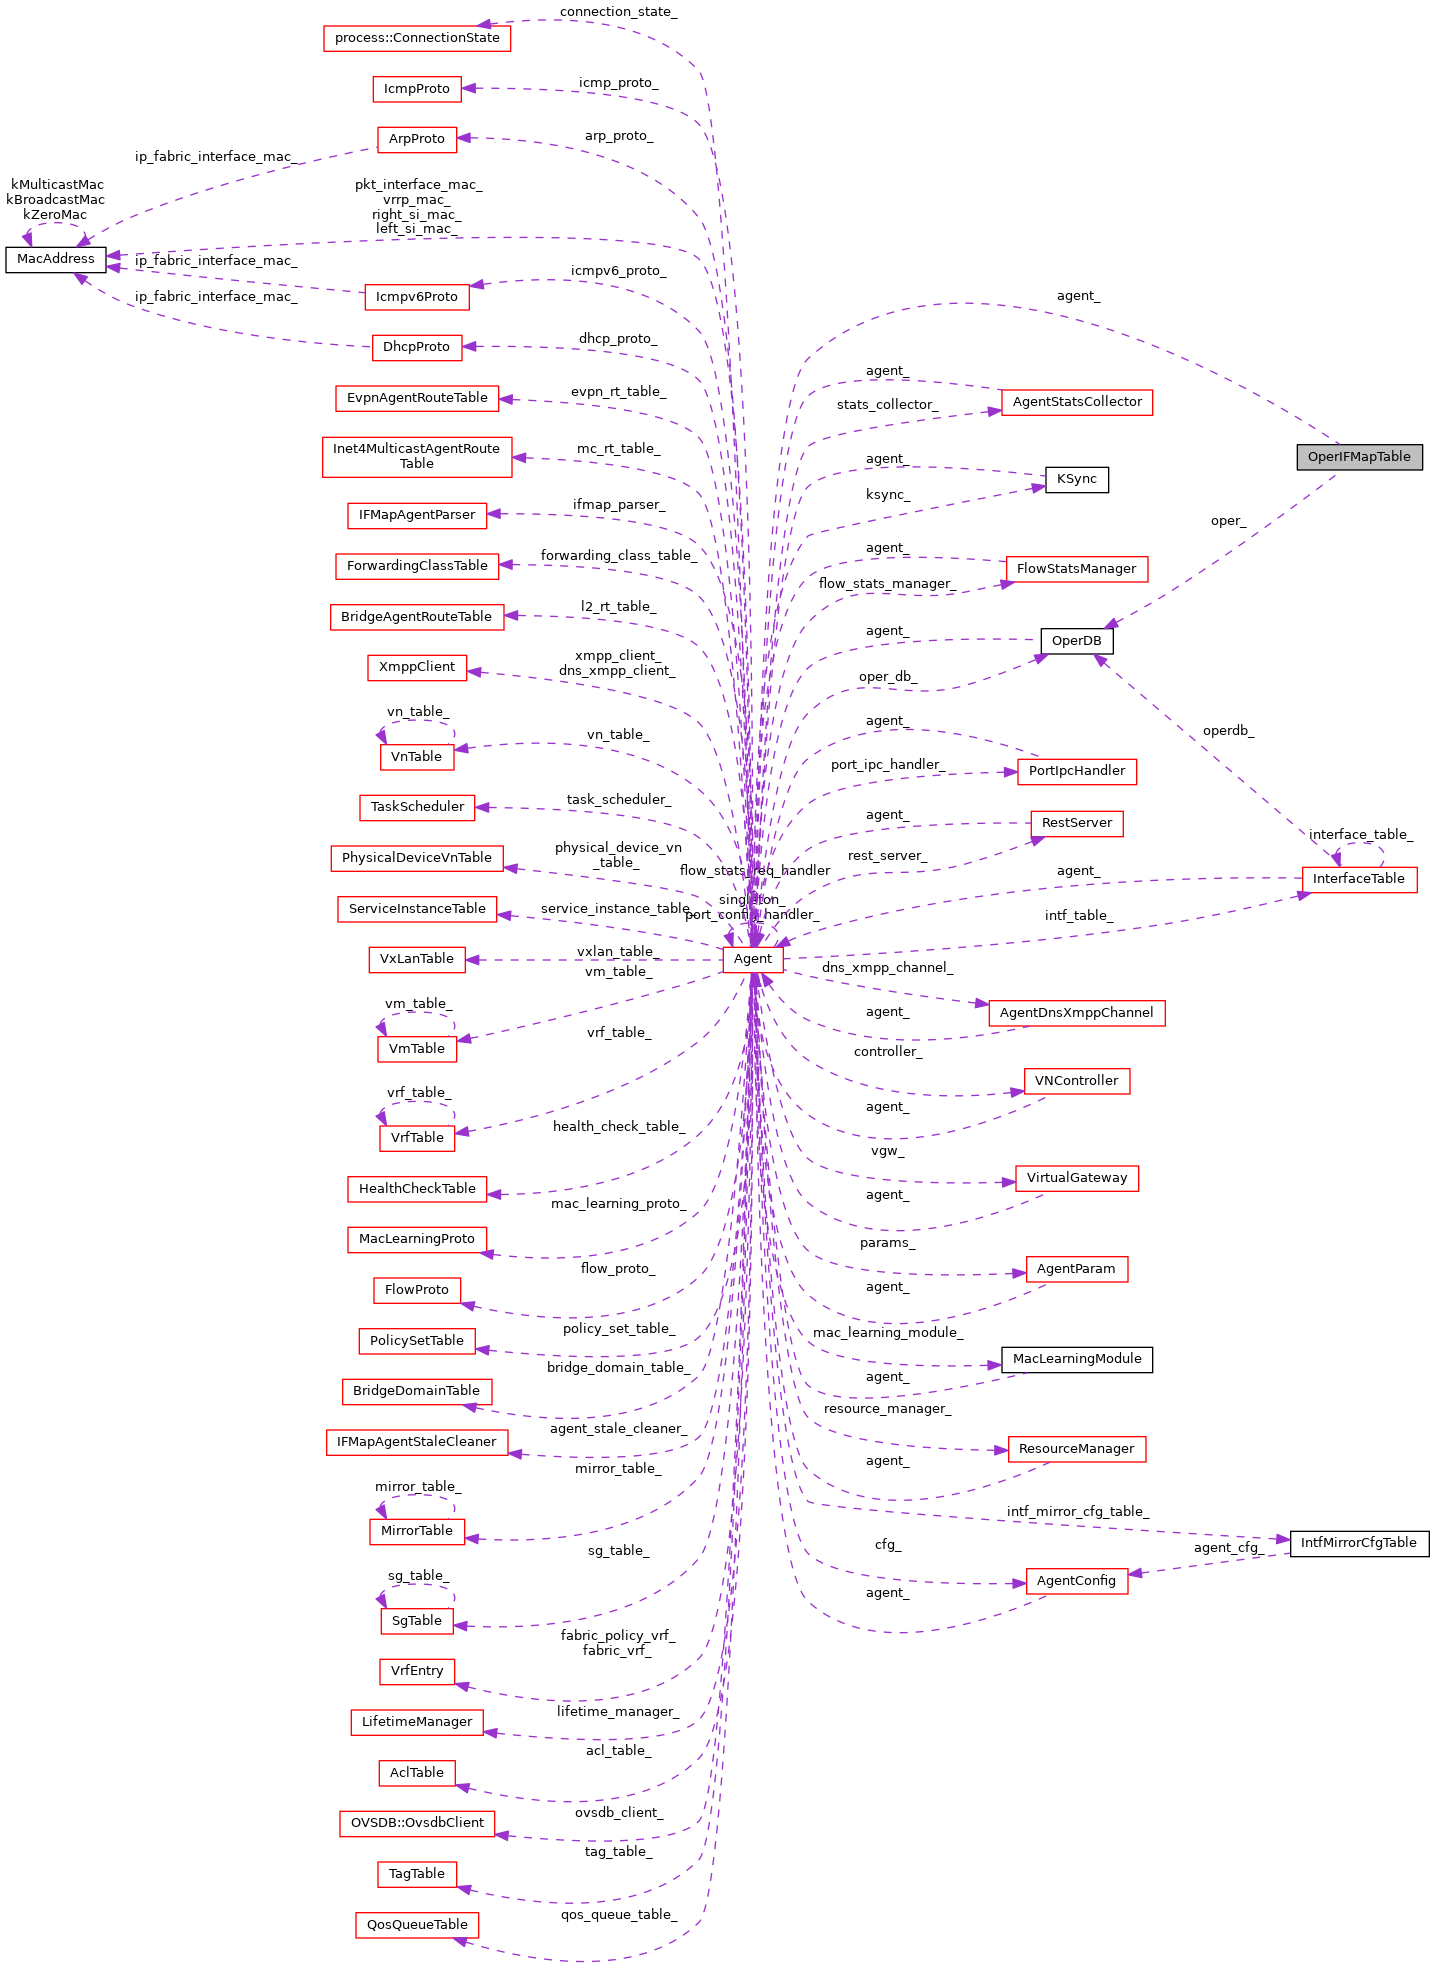 connection_state_
process::ConnectionState
icmp_proto_
IcmpProto
arp_proto_
ArpProto
ip_fabric_interface_mac_
kMulticastMac
kBroadcastMac
kZeroMac
pkt_interface_mac_
vrrp_mac_
right_si_mac_
left_si_mac_
MacAddress
ip_fabric_interface_mac_
icmpv6_proto_
Icmpv6Proto
ip_fabric_interface_mac_
agent_
dhcp_proto_
DhcpProto
evpn_rt_table_
EvpnAgentRouteTable
agent_
stats_collector_
AgentStatsCollector
mc_rt_table_
Inet4MulticastAgentRoute
Table
agent_
OperIFMapTable
KSync
ksync_
ifmap_parser_
IFMapAgentParser
oper_
agent_
forwarding_class_table_
ForwardingClassTable
FlowStatsManager
flow_stats_manager_
l2_rt_table_
BridgeAgentRouteTable
agent_
OperDB
xmpp_client_
dns_xmpp_client_
XmppClient
oper_db_
vn_table_
vn_table_
VnTable
agent_
operdb_
port_ipc_handler_
PortIpcHandler
task_scheduler_
TaskScheduler
agent_
RestServer
interface_table_
physical_device_vn
_table_
PhysicalDeviceVnTable
rest_server_
flow_stats_req_handler
agent_
InterfaceTable
singleton_
port_config_handler_
service_instance_table_
ServiceInstanceTable
intf_table_
vxlan_table_
VxLanTable
Agent
dns_xmpp_channel_
vm_table_
vm_table_
VmTable
agent_
AgentDnsXmppChannel
vrf_table_
controller_
VNController
vrf_table_
VrfTable
agent_
health_check_table_
HealthCheckTable
vgw_
VirtualGateway
agent_
mac_learning_proto_
MacLearningProto
params_
flow_proto_
FlowProto
AgentParam
agent_
policy_set_table_
PolicySetTable
mac_learning_module_
MacLearningModule
bridge_domain_table_
BridgeDomainTable
agent_
resource_manager_
agent_stale_cleaner_
IFMapAgentStaleCleaner
ResourceManager
agent_
mirror_table_
mirror_table_
MirrorTable
intf_mirror_cfg_table_
IntfMirrorCfgTable
agent_cfg_
cfg_
sg_table_
sg_table_
SgTable
AgentConfig
agent_
fabric_policy_vrf_
fabric_vrf_
VrfEntry
lifetime_manager_
LifetimeManager
acl_table_
AclTable
ovsdb_client_
OVSDB::OvsdbClient
tag_table_
TagTable
qos_queue_table_
QosQueueTable